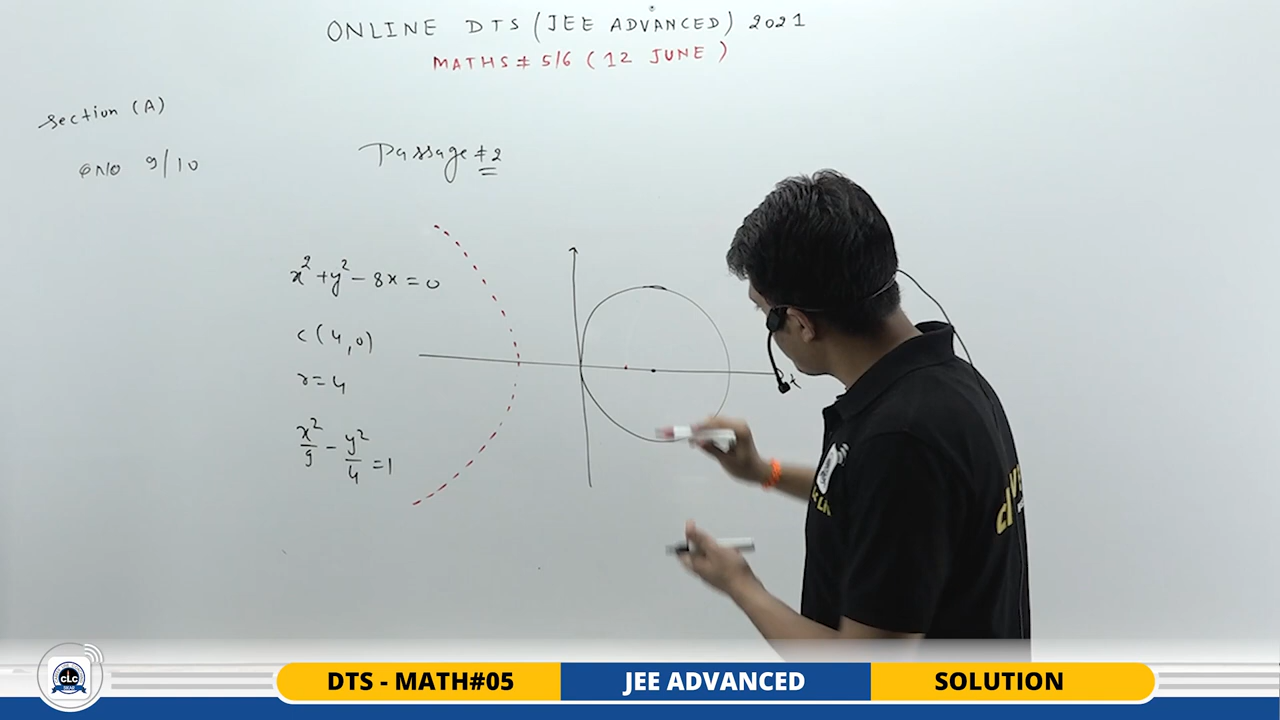 ONLINE DTS (JEE ADVANCED) 2021
MATHS # 5/6 (12 JUNE)
Section (A)
QNO 9/10
Passage #2
x²+y²-8x=0
C(4,0)
r=4
x²/9 - y²/4 =1
CLC
DTS - MATH#05
JEE ADVANCED
SOLUTION